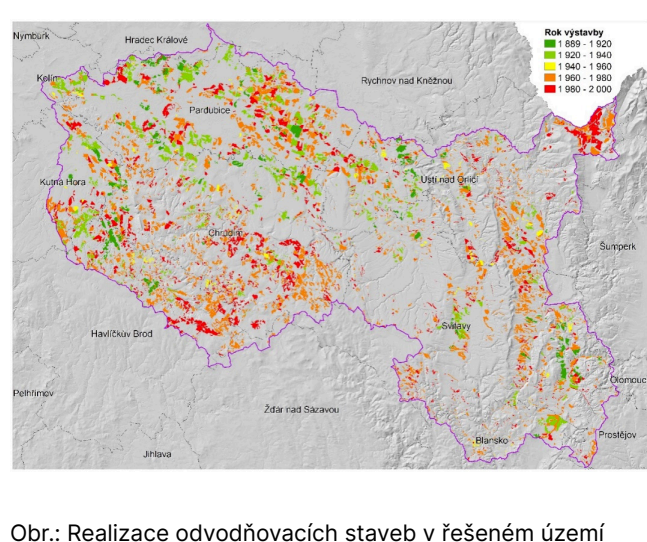 Nymburk
Hradec Králové
Rok výstavby
1 889 - 1 920
1 920 - 1 940
1 940 - 1 960
1 960 - 1 980
1 980 - 2 000
Kolín
Rychnov nad Kněžnou
Pardubice
Kutná Hora
Ústí nad Orlicí
Chrudim
Šumperk
Svitavy
Havlíčkův Brod
Olomouc
Pelhřimov
Žďár nad Sázavou
Prostějov
Blansko
Jihlava
Obr.: Realizace odvodňovacích staveb v řešeném území